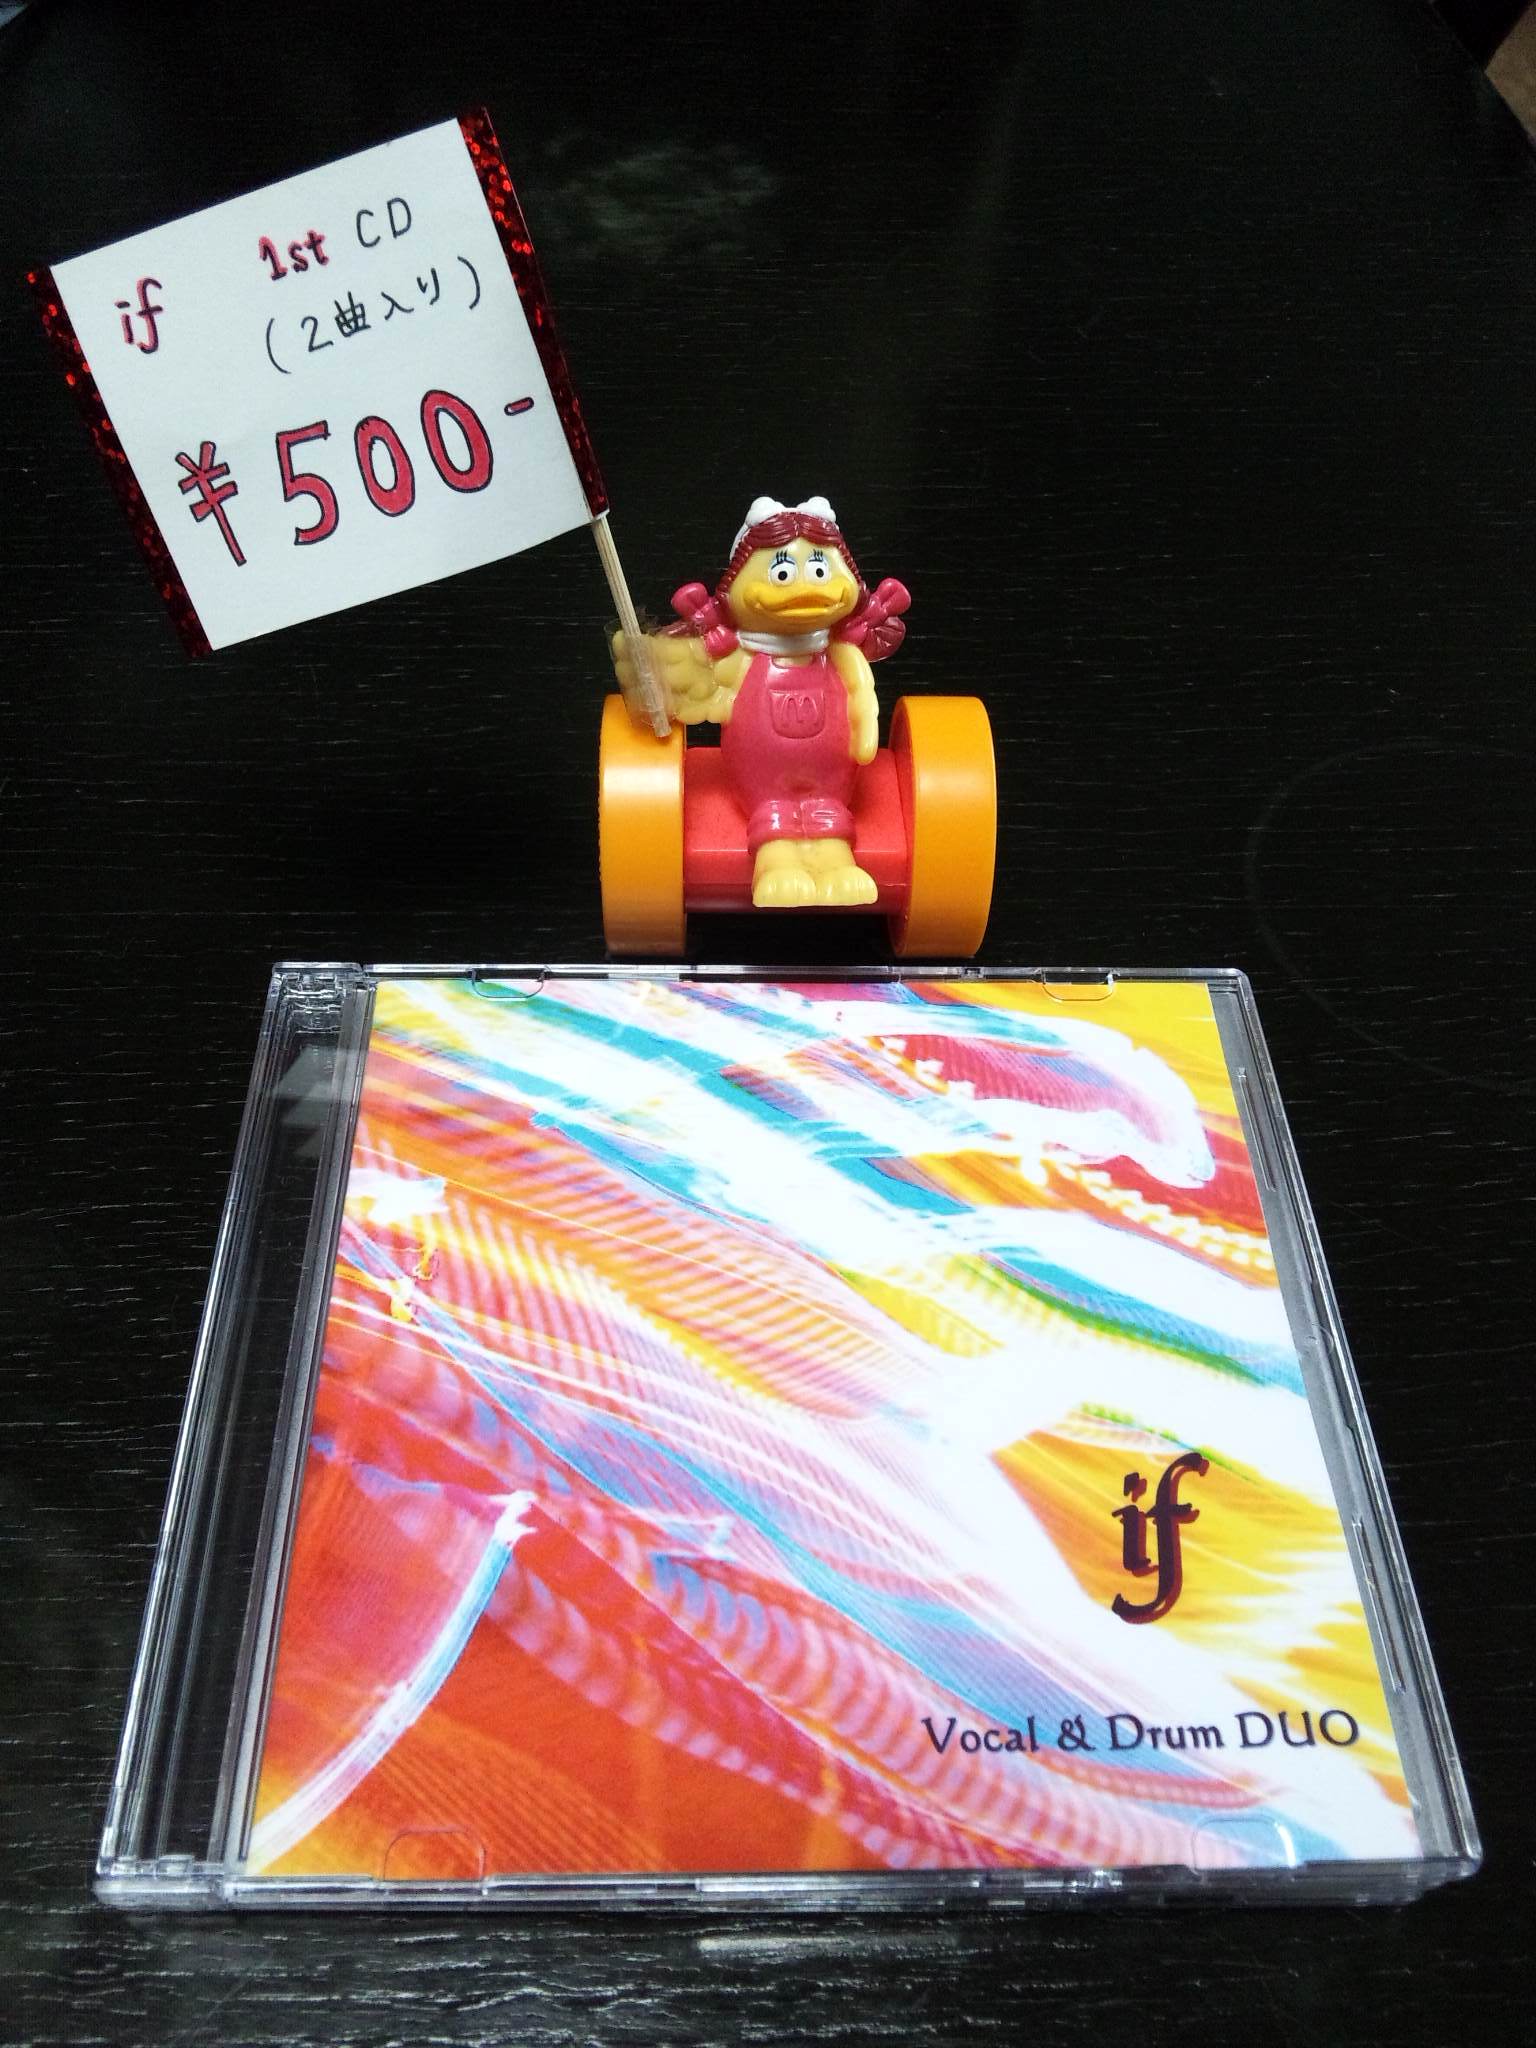 if 1st CD
(2曲入り)
¥500-
if
Vocal & Drum DUO